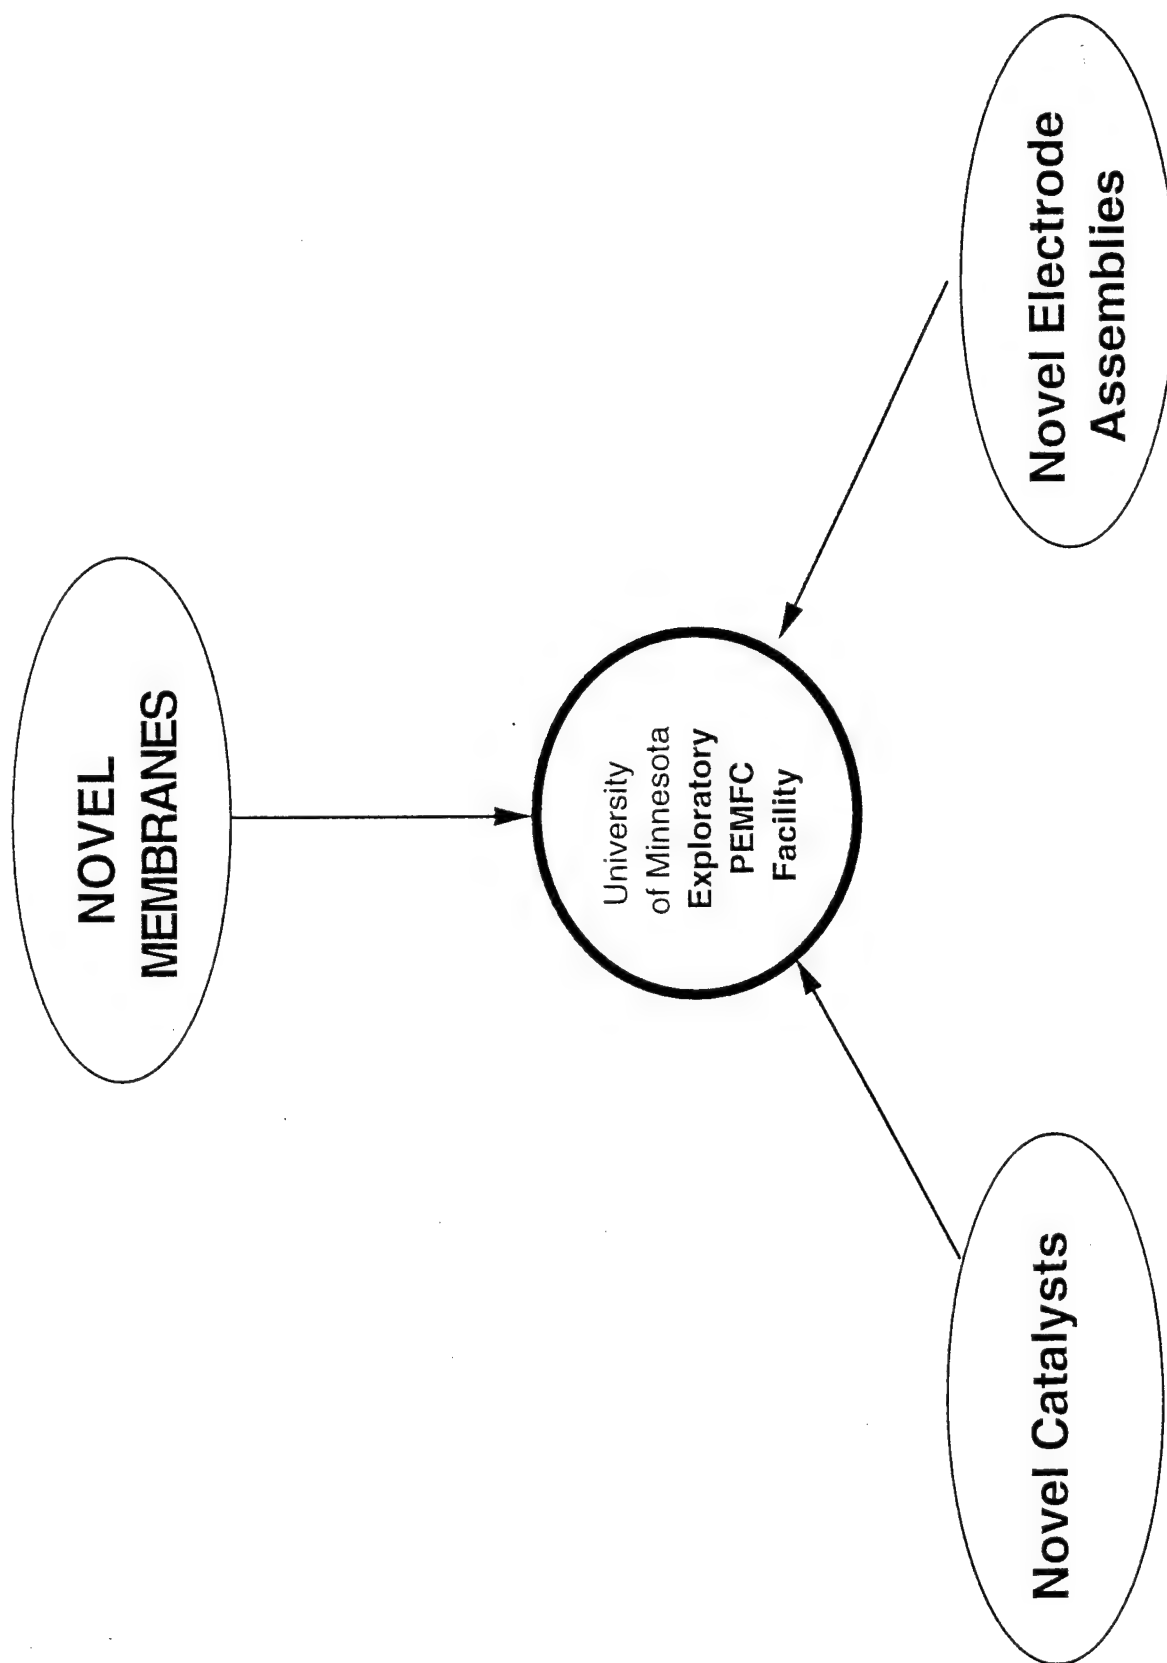 NOVEL
MEMBRANES
University
of Minnesota
Exploratory
PEMFC
Facility
Novel Catalysts
Novel Electrode
Assemblies